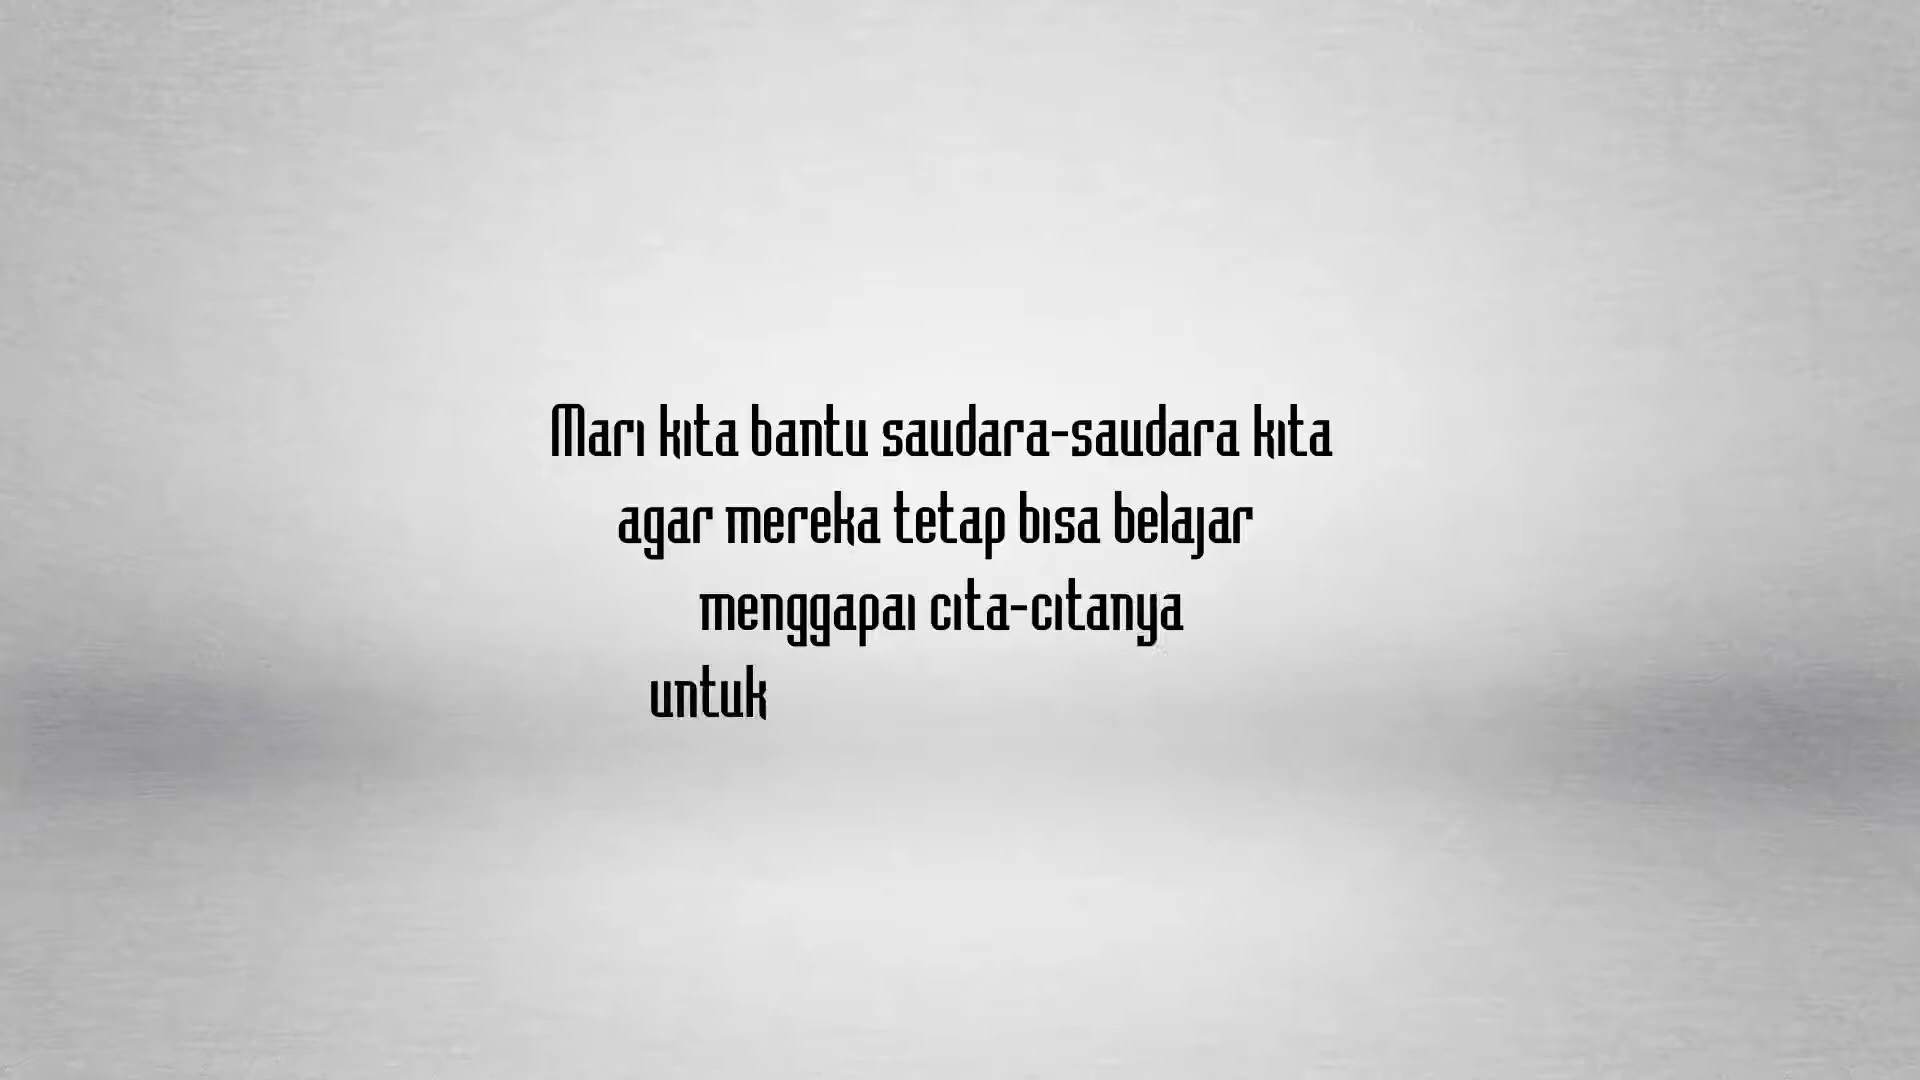 Mari kita bantu saudara-saudara kita
agar mereka tetap bisa belajar
menggapai cita-citanya
untuk